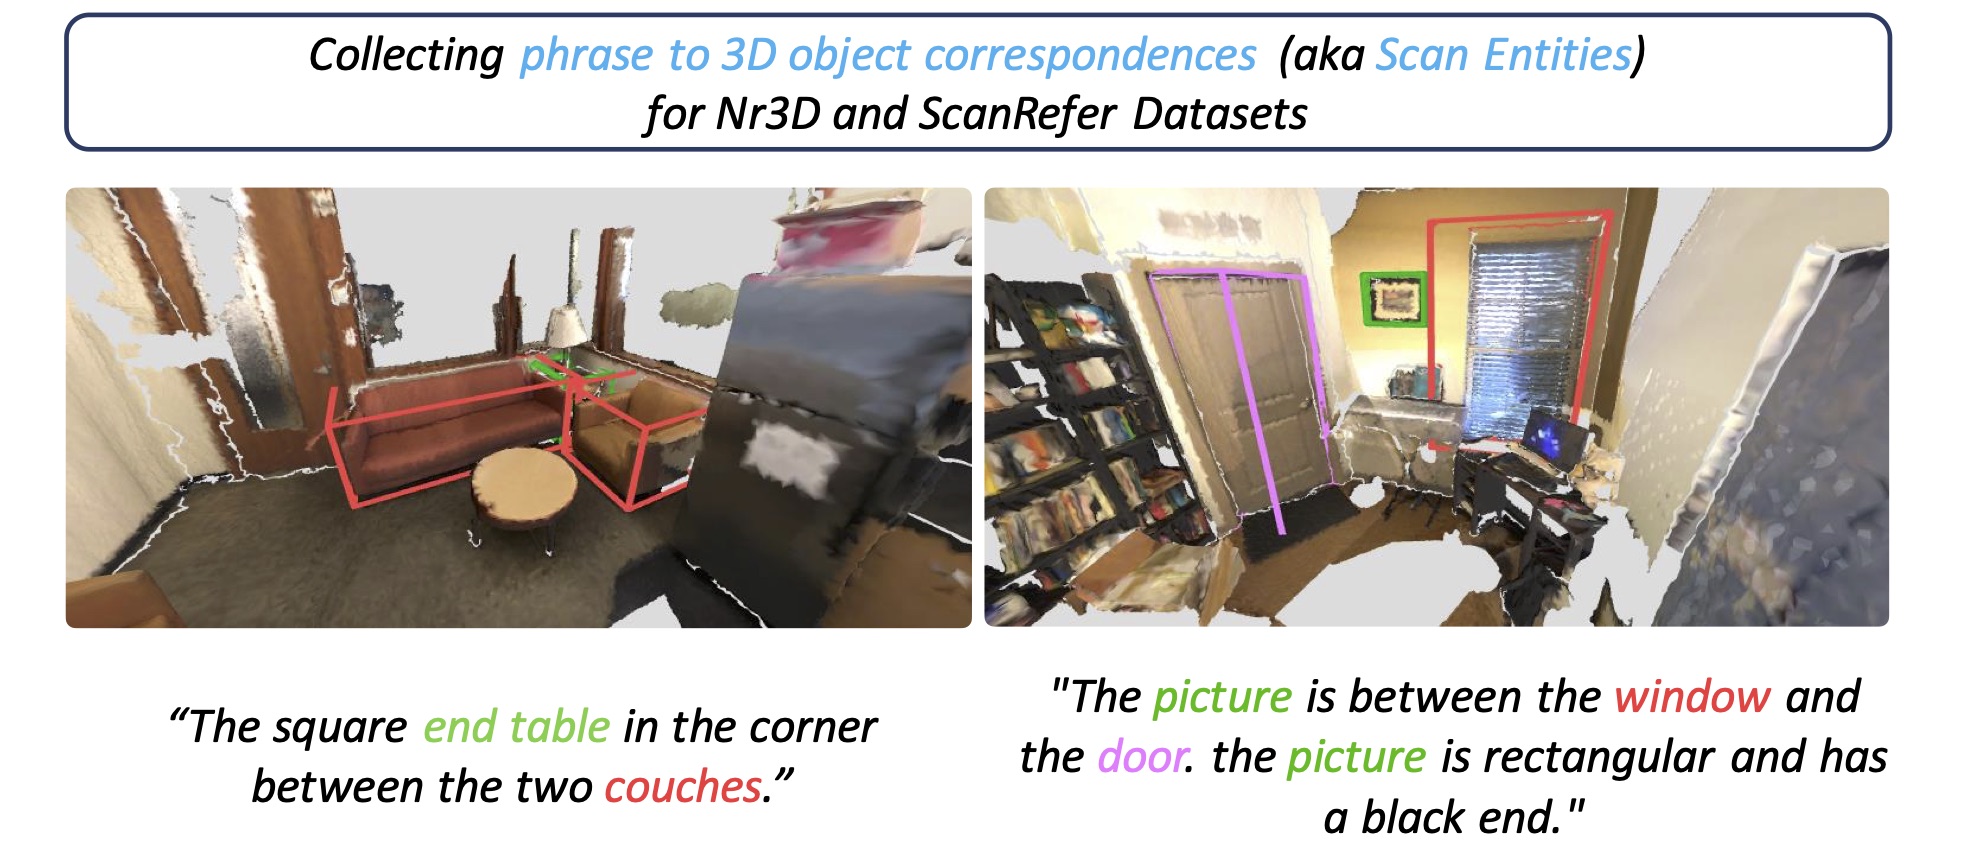 Collecting phrase to 3D object correspondences (aka Scan Entities)
for Nr3D and ScanRefer Datasets
“The square end table in the corner
between the two couches.”
"The picture is between the window and
the door. the picture is rectangular and has
a black end."